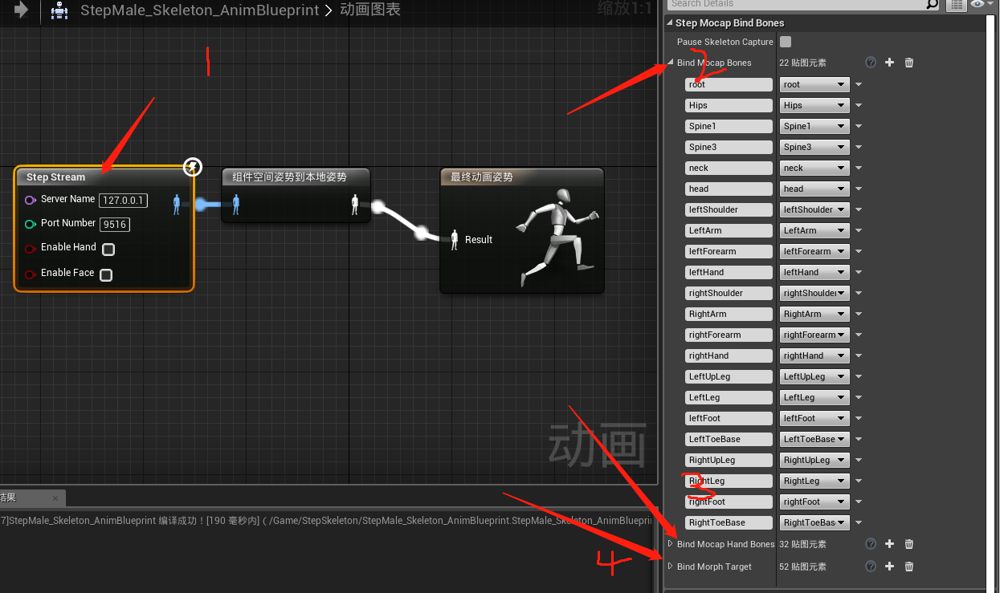 StepMale_Skeleton_AnimBlueprint > 动画图表
缩放1:1
1
Step Stream
Server Name 127.0.0.1
Port Number 9516
Enable Hand
Enable Face
组件空间姿势到本地姿势
最终动画姿势
Result
动画
结果
7]StepMale_Skeleton_AnimBlueprint 编译成功！[190 毫秒内] ( /Game/StepSkeleton/StepMale_Skeleton_AnimBlueprint.StepMale_Skeleton_AnimBlueprin
Search Details
Step Mocap Bind Bones
Pause Skeleton Capture
2
Bind Mocap Bones 22 贴图元素
root root
Hips Hips
Spine1 Spine1
Spine3 Spine3
neck neck
head head
leftShoulder leftShoulder
LeftArm LeftArm
leftForearm leftForearm
leftHand leftHand
rightShoulder rightShoulder
RightArm RightArm
rightForearm rightForearm
rightHand rightHand
LeftUpLeg LeftUpLeg
LeftLeg LeftLeg
leftFoot leftFoot
LeftToeBase LeftToeBase
RightUpLeg RightUpLeg
RightLeg RightLeg
3
rightFoot rightFoot
RightToeBase RightToeBas
Bind Mocap Hand Bones 32 贴图元素
4
Bind Morph Target 52 贴图元素